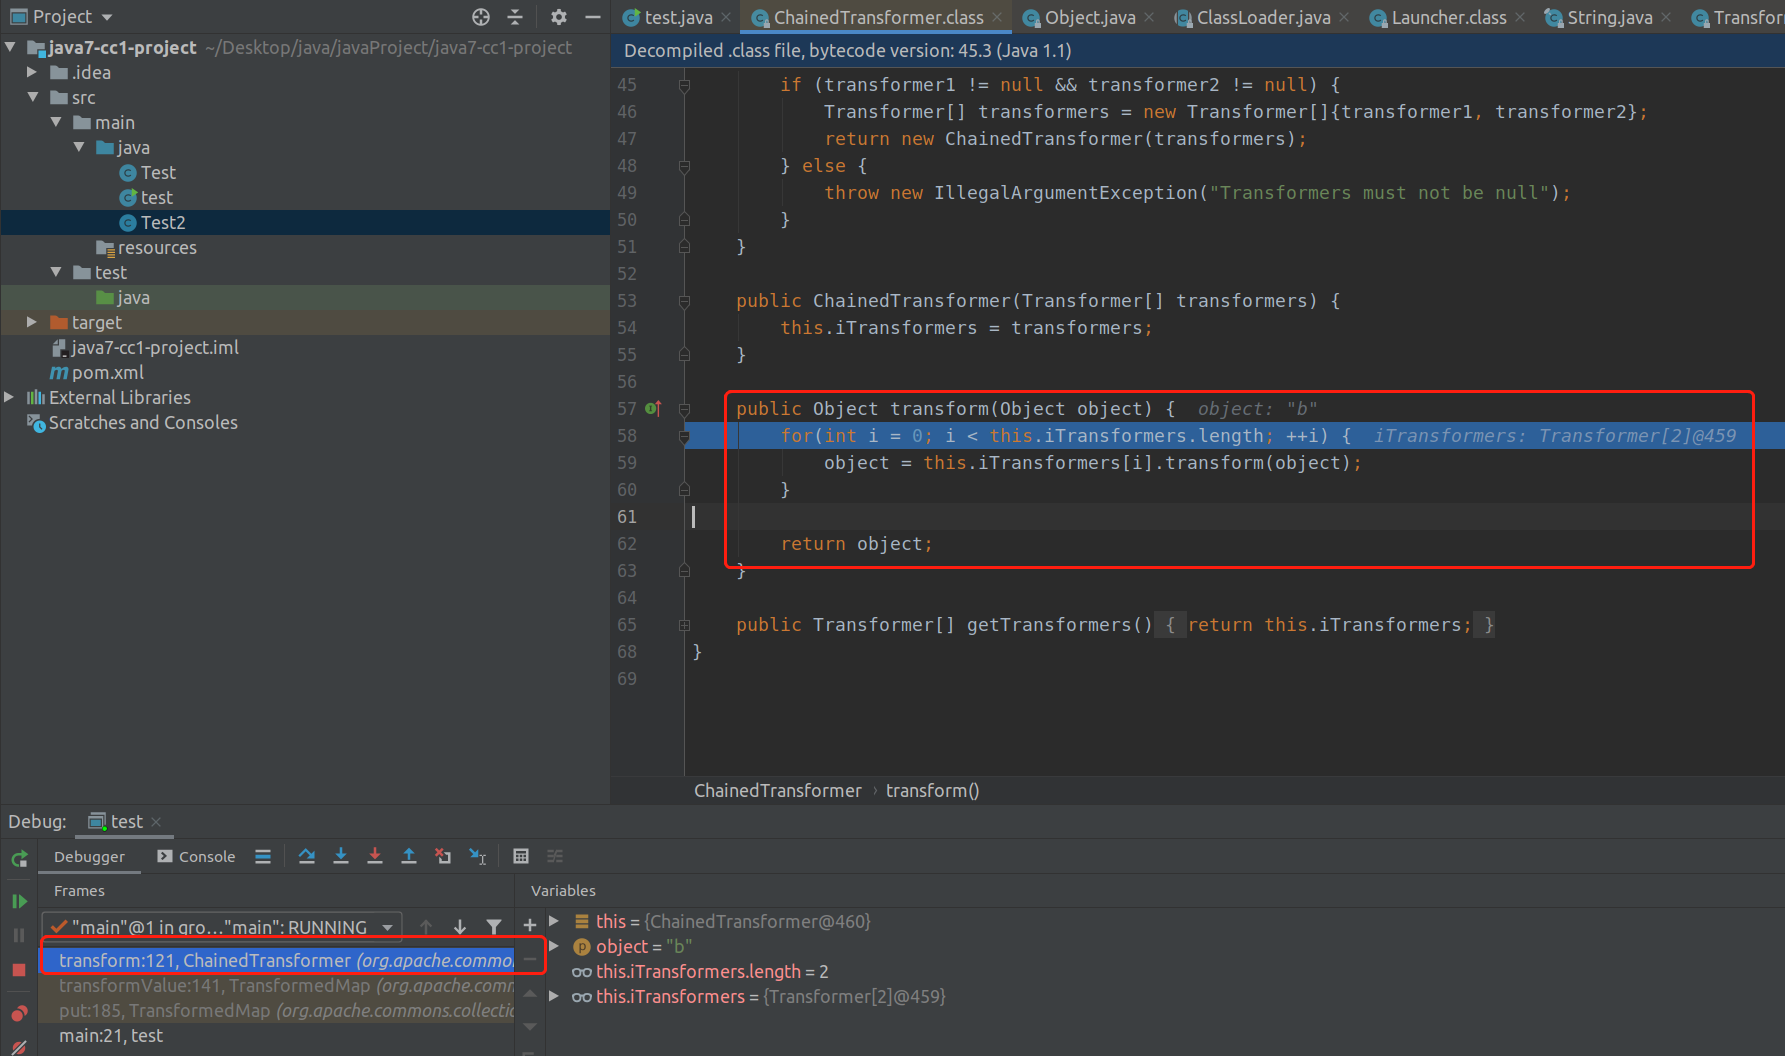 Project
java7-cc1-project ~/Desktop/java/javaProject/java7-cc1-project
.idea
src
main
java
Test
test
Test2
resources
test
java
target
java7-cc1-project.iml
pom.xml
External Libraries
Scratches and Consoles
test.java
ChainedTransformer.class
Object.java
ClassLoader.java
Launcher.class
String.java
Transfor
Decompiled .class file, bytecode version: 45.3 (Java 1.1)
45 if (transformer1 != null && transformer2 != null) {
46 Transformer[] transformers = new Transformer[]{transformer1, transformer2};
47 return new ChainedTransformer(transformers);
48 } else {
49 throw new IllegalArgumentException("Transformers must not be null");
50 }
51 }
52
53 public ChainedTransformer(Transformer[] transformers) {
54 this.iTransformers = transformers;
55 }
56
57 public Object transform(Object object) { object: "b"
58 for(int i = 0; i < this.iTransformers.length; ++i) { iTransformers: Transformer[2]@459
59 object = this.iTransformers[i].transform(object);
60 }
61
62 return object;
63 }
64
65 public Transformer[] getTransformers() { return this.iTransformers; }
68 }
69
ChainedTransformer › transform()
Debug: test
Debugger Console
Frames
"main"@1 in gro..."main": RUNNING
transform:121, ChainedTransformer (org.apache.common
transformValue:141, TransformedMap (org.apache.comm
put:185, TransformedMap (org.apache.commons.collectio
main:21, test
Variables
this = {ChainedTransformer@460}
object = "b"
this.iTransformers.length = 2
this.iTransformers = {Transformer[2]@459}